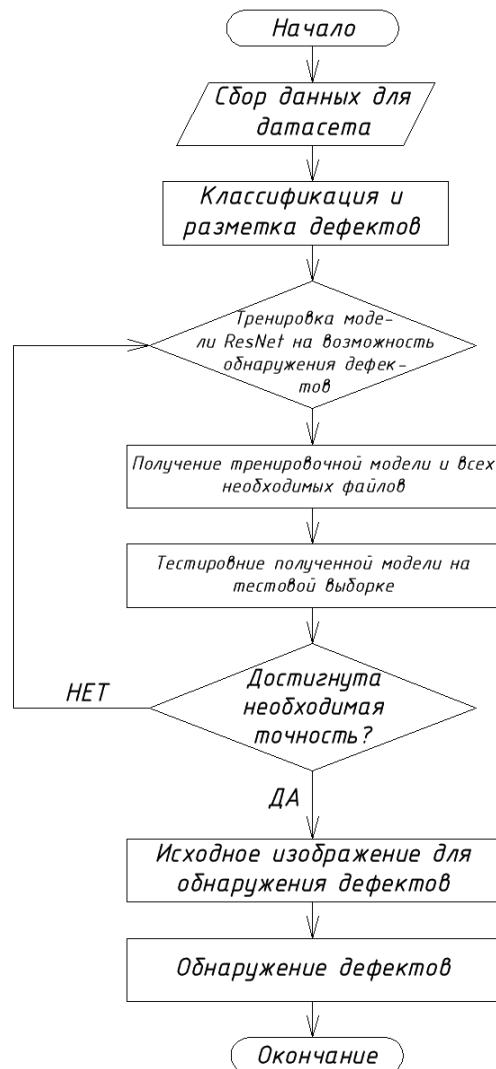 Начало
Сбор данных для
датасета
Классификация и
разметка дефектов
Тренировка моде-
ли ResNet на возможность
обнаружения дефек-
тов
Получение тренировочной модели и всех
необходимых файлов
Тестировние полученной модели на
тестовой выборке
Достигнута
необходимая
точность?
НЕТ
ДА
Исходное изображение для
обнаружения дефектов
Обнаружение дефектов
Окончание